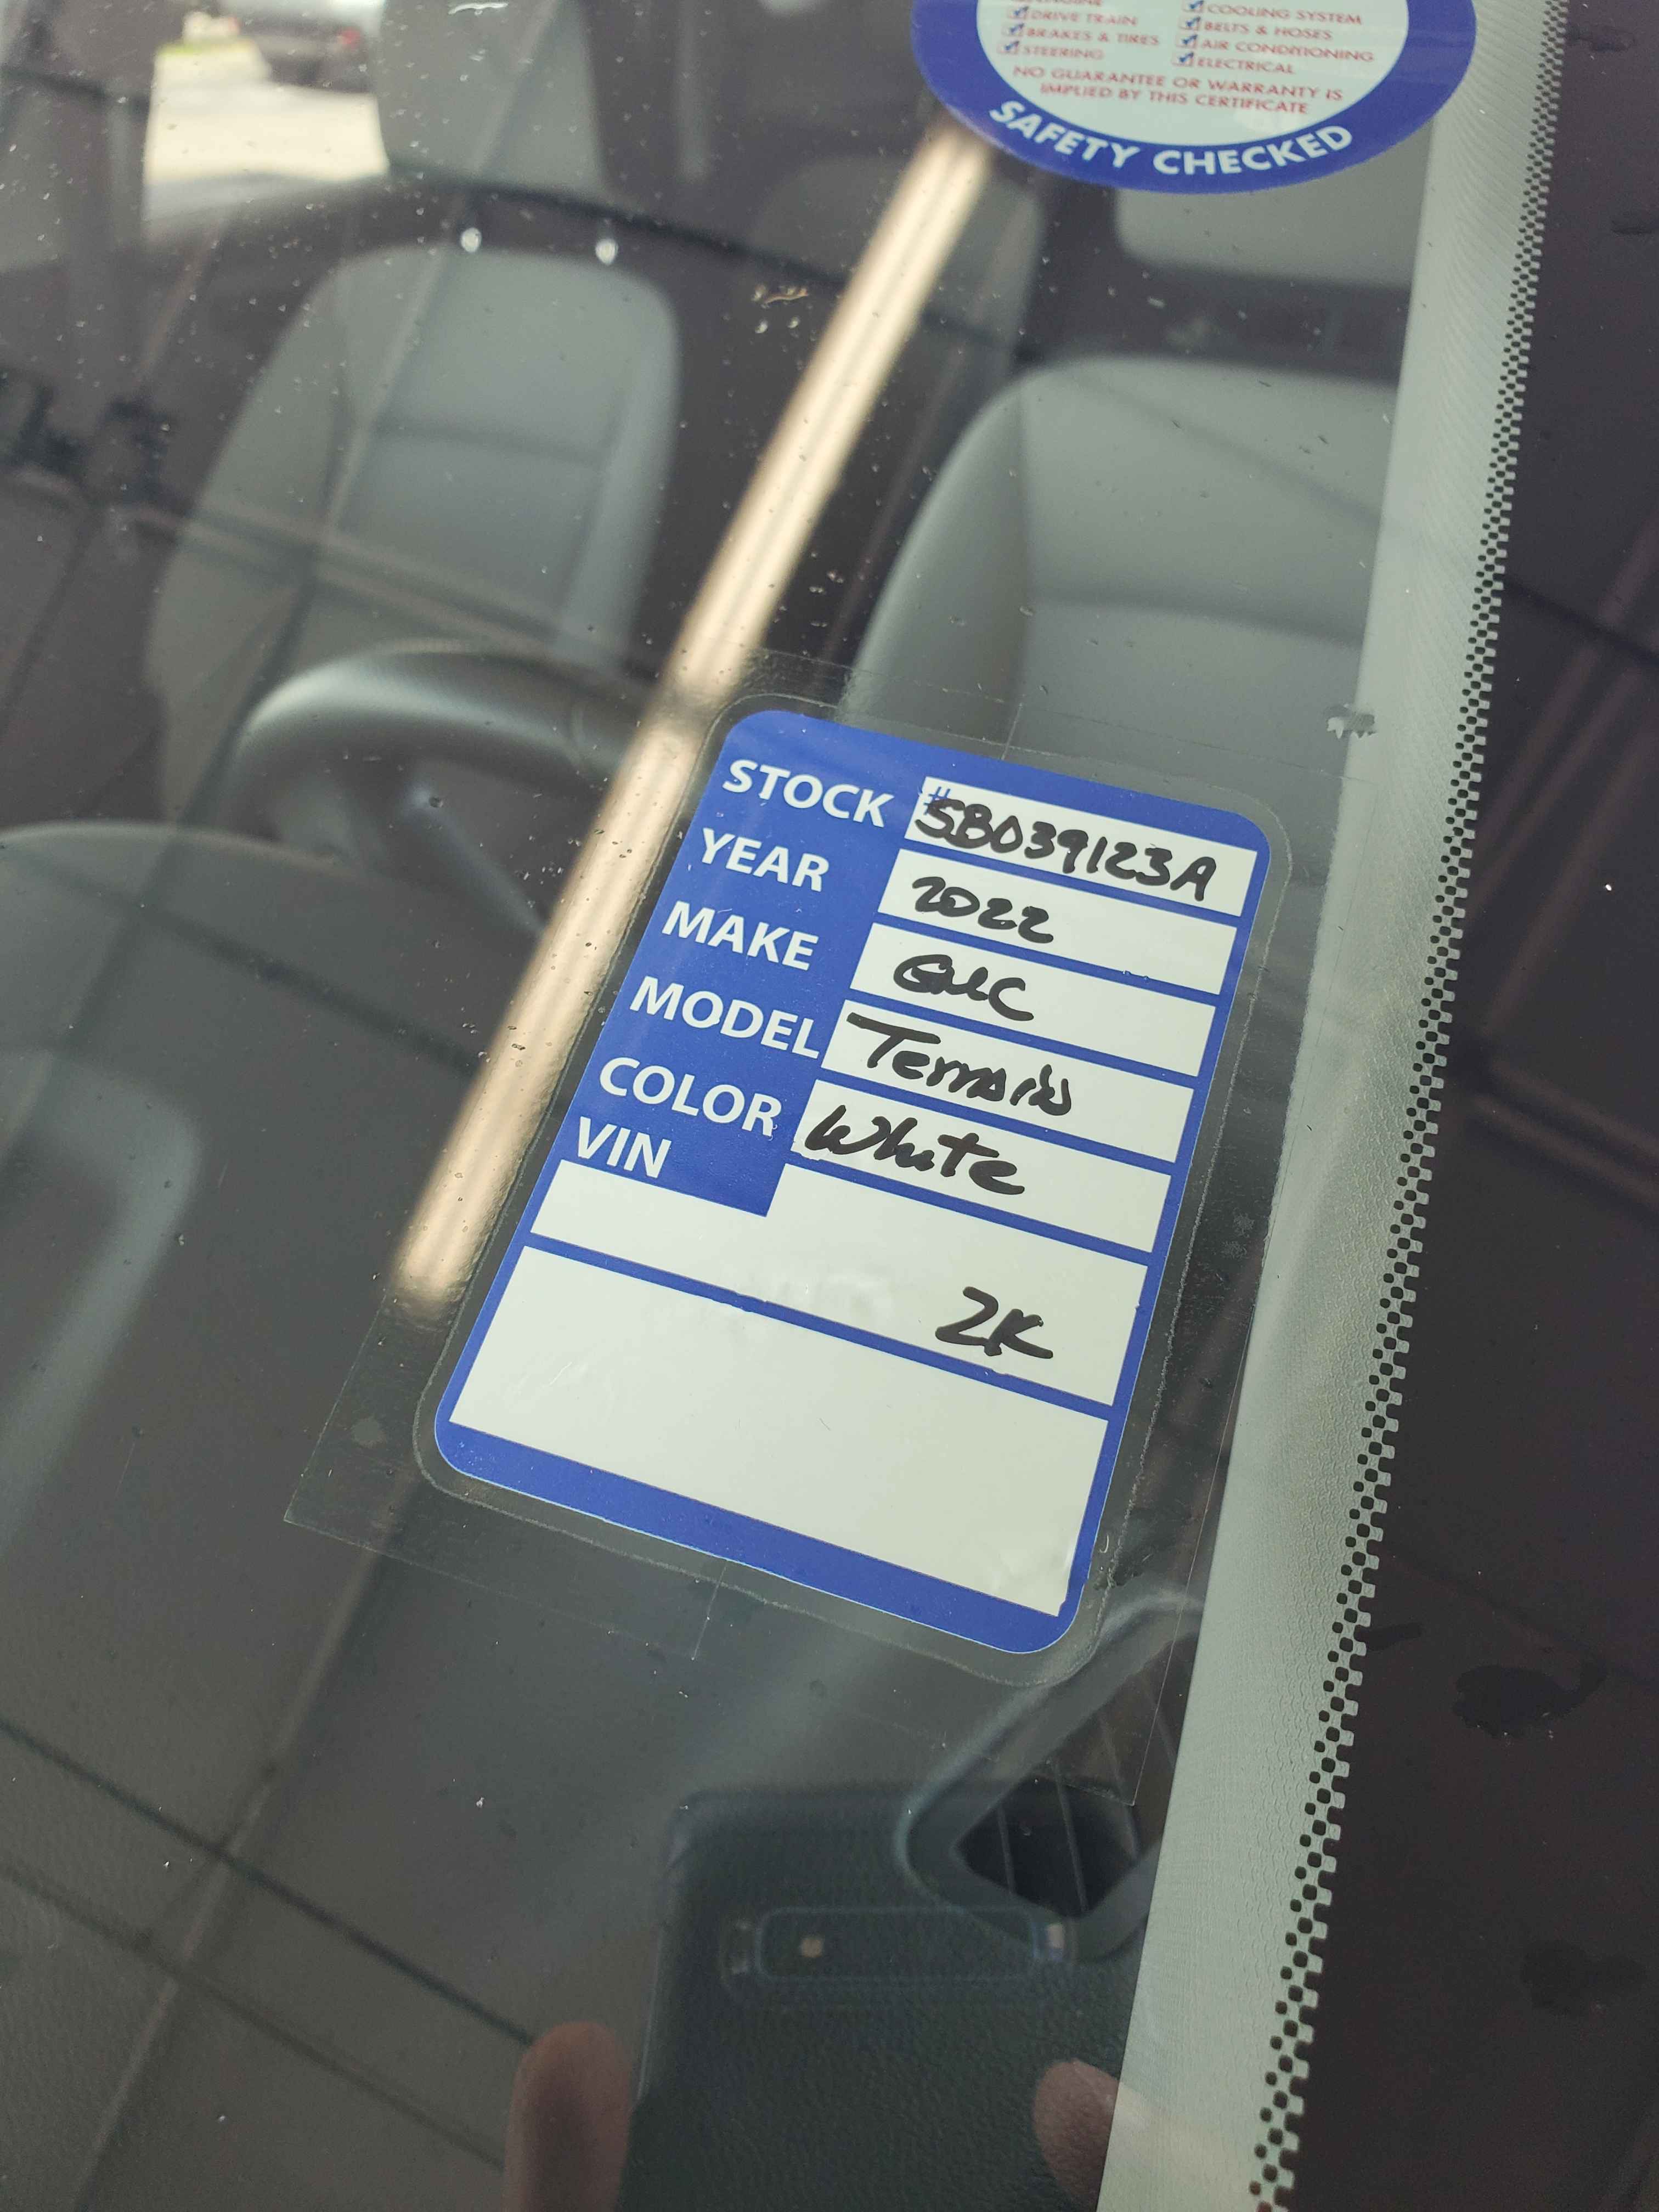 DRIVE TRAIN
BRAKES & TIRES
STEERING
COOLING SYSTEM
BELTS & HOSES
AIR CONDITIONING
ELECTRICAL
NO GUARANTEE OR WARRANTY IS
IMPLIED BY THIS CERTIFICATE
SAFETY CHECKED
STOCK # SB039123A
YEAR 2022
MAKE GMC
MODEL Terrain
COLOR White
VIN
2K